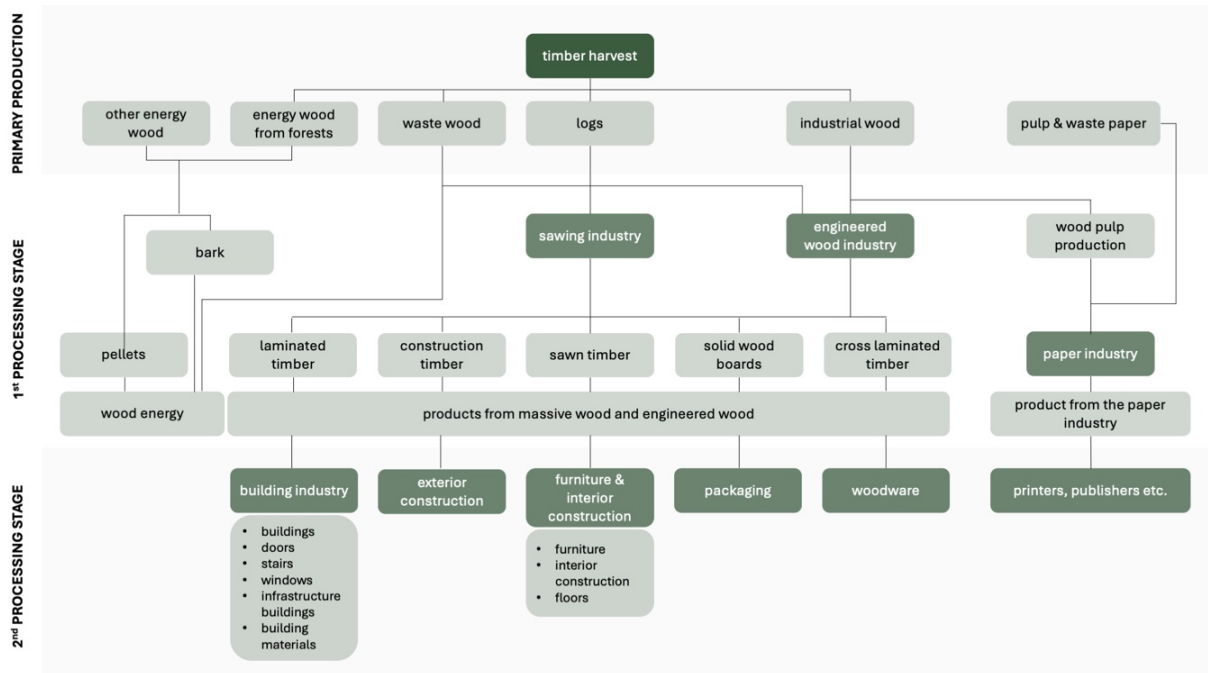 PRIMARY PRODUCTION
timber harvest
other energy
wood
energy wood
from forests
waste wood
logs
industrial wood
pulp & waste paper
1st PROCESSING STAGE
sawing industry
engineered
wood industry
wood pulp
production
bark
pellets
laminated
timber
construction
timber
sawn timber
solid wood
boards
cross laminated
timber
paper industry
wood energy
products from massive wood and engineered wood
product from the paper
industry
2nd PROCESSING STAGE
building industry
exterior
construction
furniture &
interior
construction
packaging
woodware
printers, publishers etc.
• buildings
• doors
• stairs
• windows
• infrastructure
buildings
• building
materials
• furniture
• interior
construction
• floors